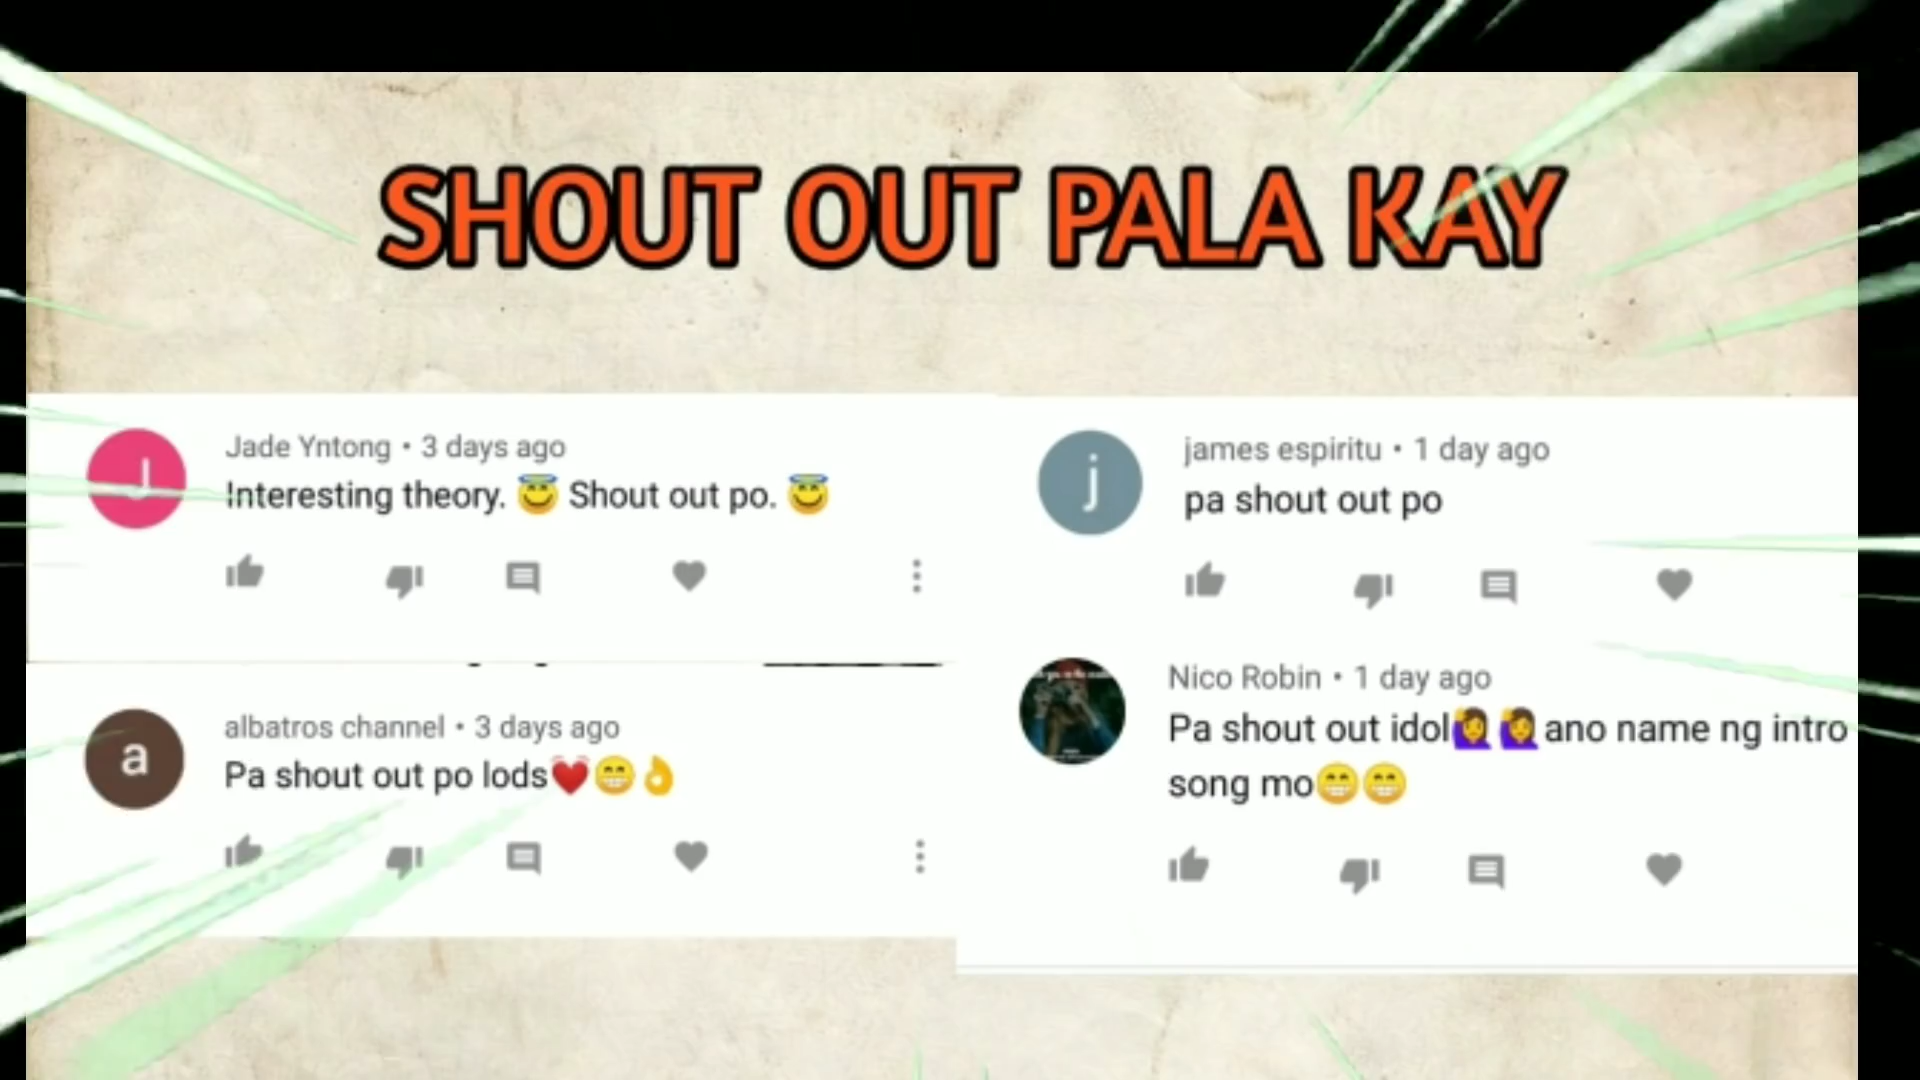 SHOUT OUT PALA KAY
Jade Yntong • 3 days ago
Interesting theory. 😇 Shout out po. 😇
albatros channel • 3 days ago
Pa shout out po lods❤️😁👌
james espiritu • 1 day ago
pa shout out po
Nico Robin • 1 day ago
Pa shout out idol🙋‍♀️🙋‍♀️ano name ng intro
song mo😁😁
J
a
j